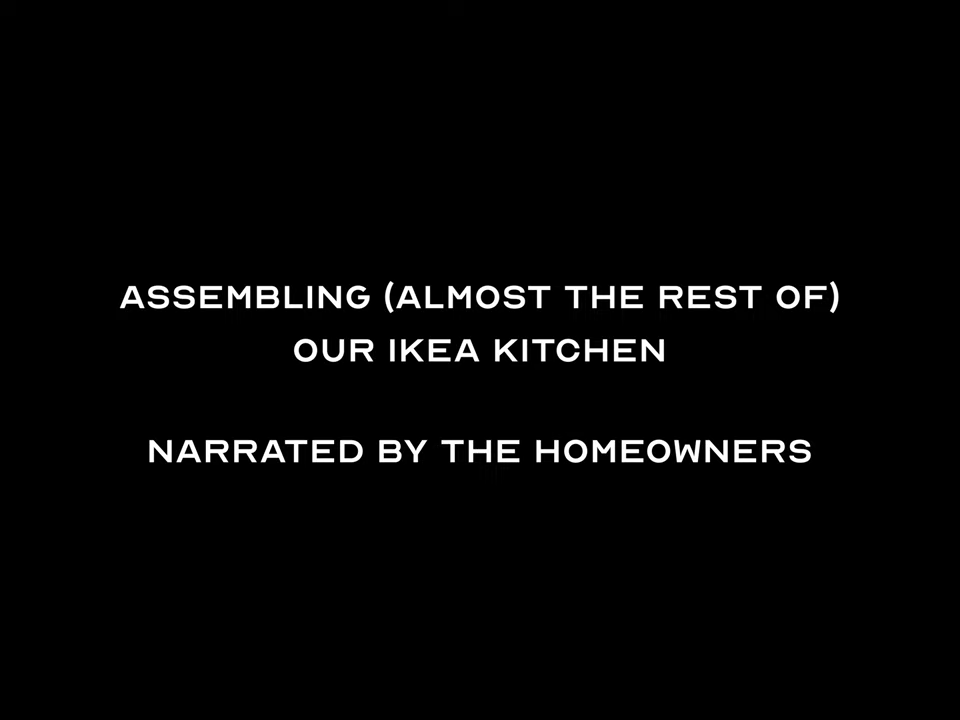 ASSEMBLING (ALMOST THE REST OF)
OUR IKEA KITCHEN
NARRATED BY THE HOMEOWNERS